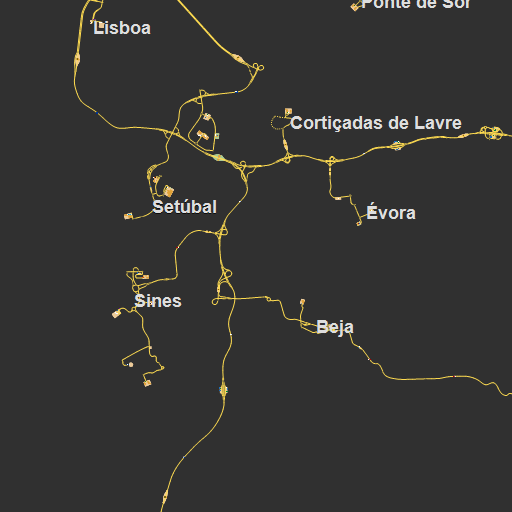 Ponte de Sor
Lisboa
Cortiçadas de Lavre
Setúbal
Évora
Sines
Beja